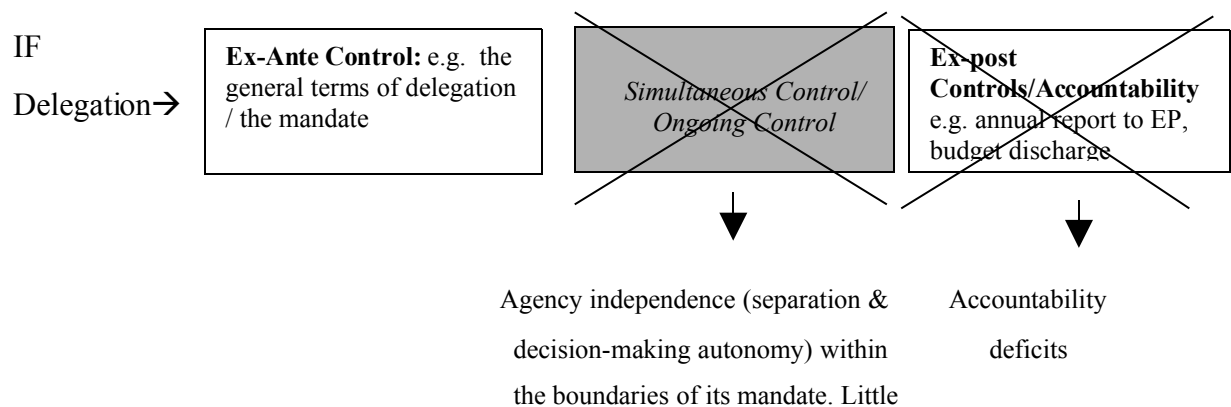 IF
Delegation→
Ex-Ante Control: e.g. the
general terms of delegation
/ the mandate
Simultaneous Control/
Ongoing Control
Ex-post
Controls/Accountability
e.g. annual report to EP,
budget discharge
Agency independence (separation &
decision-making autonomy) within
the boundaries of its mandate. Little
Accountability
deficits